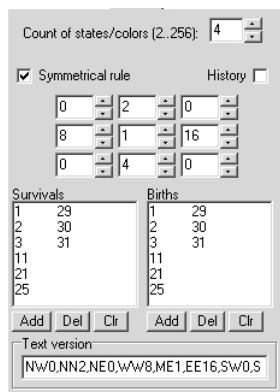 Count of states/colors (2..256): 4
Symmetrical rule History
0 2 0
8 1 16
0 4 0
Survivals Births
1 29 1 29
2 30 2 30
3 31 3 31
11 11
21 21
25 25
Add Del Clr Add Del Clr
Text version
NW0,NN2,NE0,WW8,ME1,EE16,SW0,S